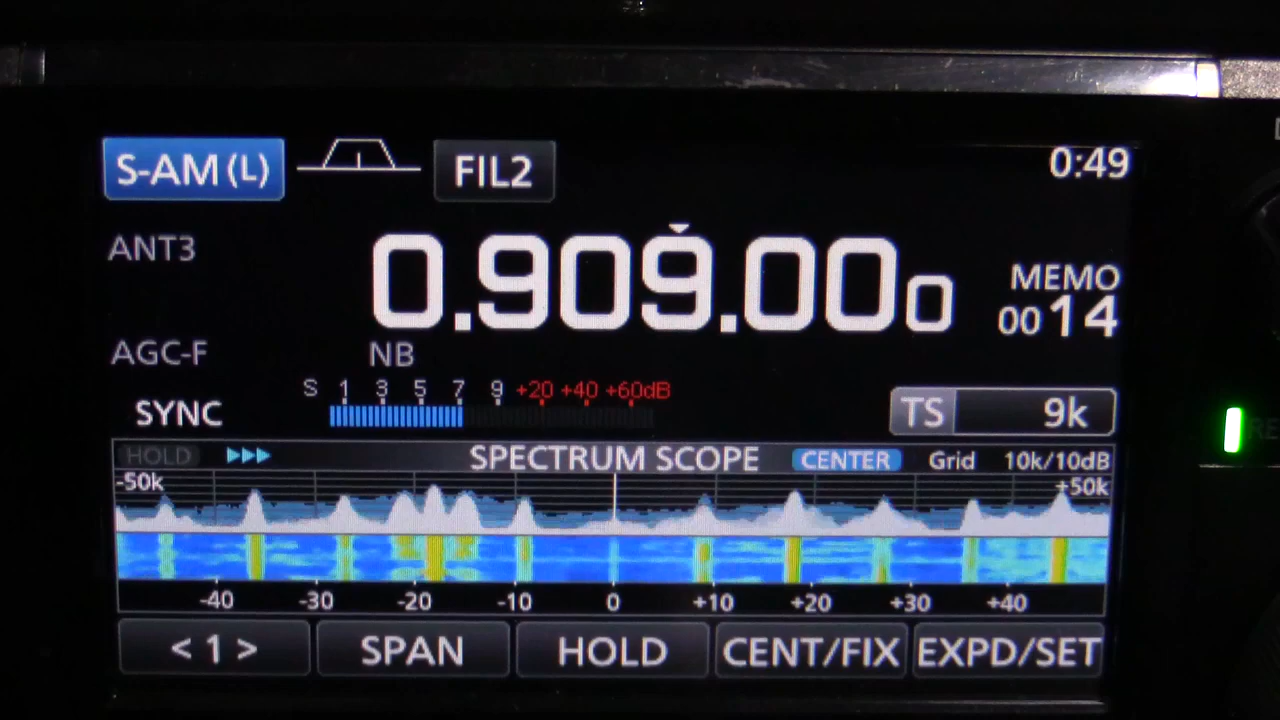 S-AM(L) FIL2 0:49
ANT3
0.909.000
MEMO
0014
AGC-F NB
S 1 3 5 7 9 +20 +40 +60dB
SYNC
TS 9k
HOLD SPECTRUM SCOPE CENTER Grid 10k/10dB
-50k +50k
-40 -30 -20 -10 0 +10 +20 +30 +40
< 1 > SPAN HOLD CENT/FIX EXPD/SET